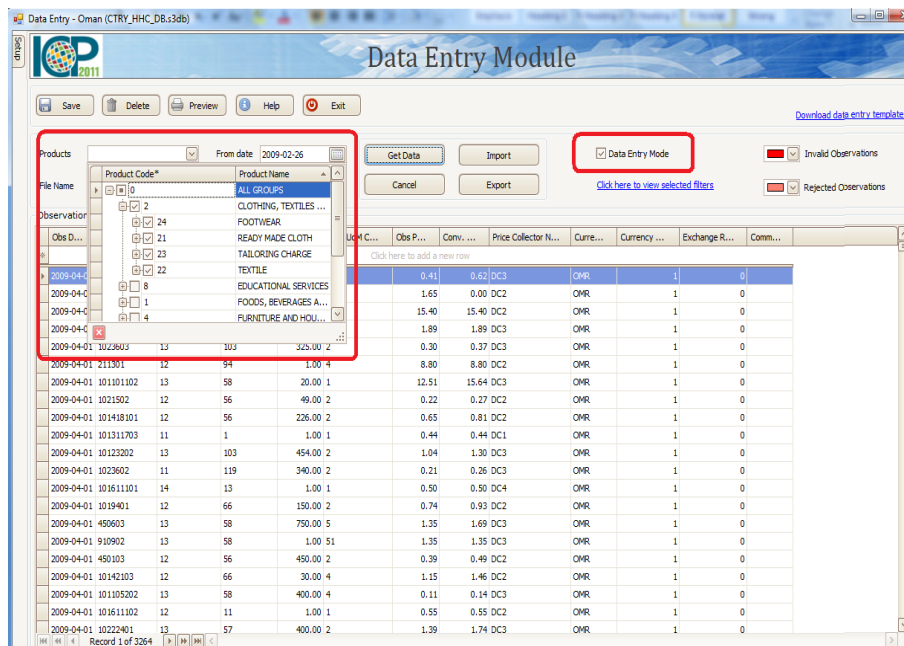 Data Entry - Oman (CTRY_HHC_DB.s3db)
Setup
ICP 2011
Data Entry Module
Save Delete Preview Help Exit
Download data entry template
Products From date 2009-02-26 Get Data Import Data Entry Mode Invalid Observations
File Name Cancel Export Click here to view selected filters Rejected Observations
Product Code* Product Name
0 ALL GROUPS
2 CLOTHING, TEXTILES ...
24 FOOTWEAR
21 READY MADE CLOTH
23 TAILORING CHARGE
22 TEXTILE
8 EDUCATIONAL SERVICES
1 FOODS, BEVERAGES A...
4 FURNITURE AND HOU...
Observation
Obs D... UoM C... Obs P... Conv. ... Price Collector N... Curre... Currency ... Exchange R... Comm...
Click here to add a new row
2009-04-0 0.41 0.62 DC3 OMR 1 0
2009-04-0 1.65 0.00 DC2 OMR 1 0
2009-04-0 15.40 15.40 DC2 OMR 1 0
2009-04-0 1.89 1.89 DC3 OMR 1 0
2009-04-01 1023603 13 103 325.00 2 0.30 0.37 DC3 OMR 1 0
2009-04-01 211301 12 94 1.00 4 8.80 8.80 DC2 OMR 1 0
2009-04-01 101101102 13 58 20.00 1 12.51 15.64 DC3 OMR 1 0
2009-04-01 1021502 12 56 49.00 2 0.22 0.27 DC2 OMR 1 0
2009-04-01 101418101 12 56 226.00 2 0.65 0.81 DC2 OMR 1 0
2009-04-01 101311703 11 1 1.00 1 0.44 0.44 DC1 OMR 1 0
2009-04-01 10123202 13 103 454.00 2 1.04 1.30 DC3 OMR 1 0
2009-04-01 1023602 11 119 340.00 2 0.21 0.26 DC3 OMR 1 0
2009-04-01 101611101 14 13 1.00 1 0.50 0.50 DC4 OMR 1 0
2009-04-01 1019401 12 66 150.00 2 0.74 0.93 DC2 OMR 1 0
2009-04-01 450603 13 58 750.00 5 1.35 1.69 DC3 OMR 1 0
2009-04-01 910902 13 58 1.00 51 1.35 1.35 DC3 OMR 1 0
2009-04-01 450103 12 56 450.00 2 0.39 0.49 DC2 OMR 1 0
2009-04-01 10142103 12 66 30.00 4 1.15 1.46 DC2 OMR 1 0
2009-04-01 101105202 13 58 400.00 4 0.11 0.14 DC3 OMR 1 0
2009-04-01 101611102 12 11 1.00 1 0.55 0.55 DC2 OMR 1 0
2009-04-01 10222401 13 57 400.00 2 1.39 1.74 DC3 OMR 1 0
Record 1 of 3264